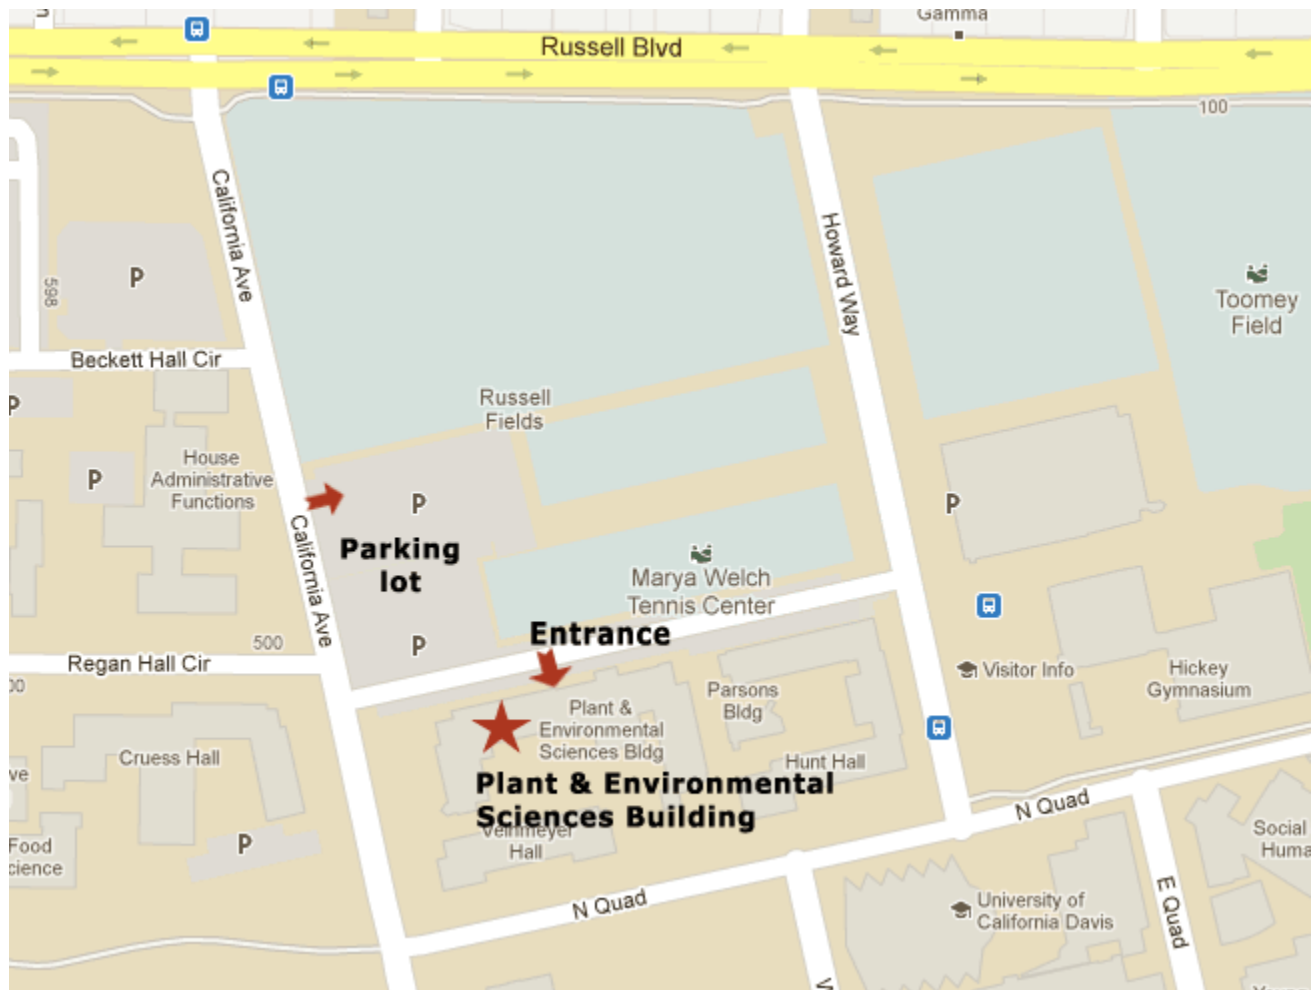 Gamma
Russell Blvd
100
California Ave
Howard Way
P
598
Toomey
Field
Beckett Hall Cir
P
Russell
Fields
House
Administrative
Functions
P
P
P
California Ave
Parking
lot
Marya Welch
Tennis Center
Entrance
500
Regan Hall Cir
P
Visitor Info
Hickey
Gymnasium
Parsons
Bldg
Plant &
Environmental
Sciences Bldg
Cruess Hall
Hunt Hall
Plant & Environmental
Sciences Building
N Quad
Hall
P
Food
Social
N Quad
E Quad
University of
California Davis